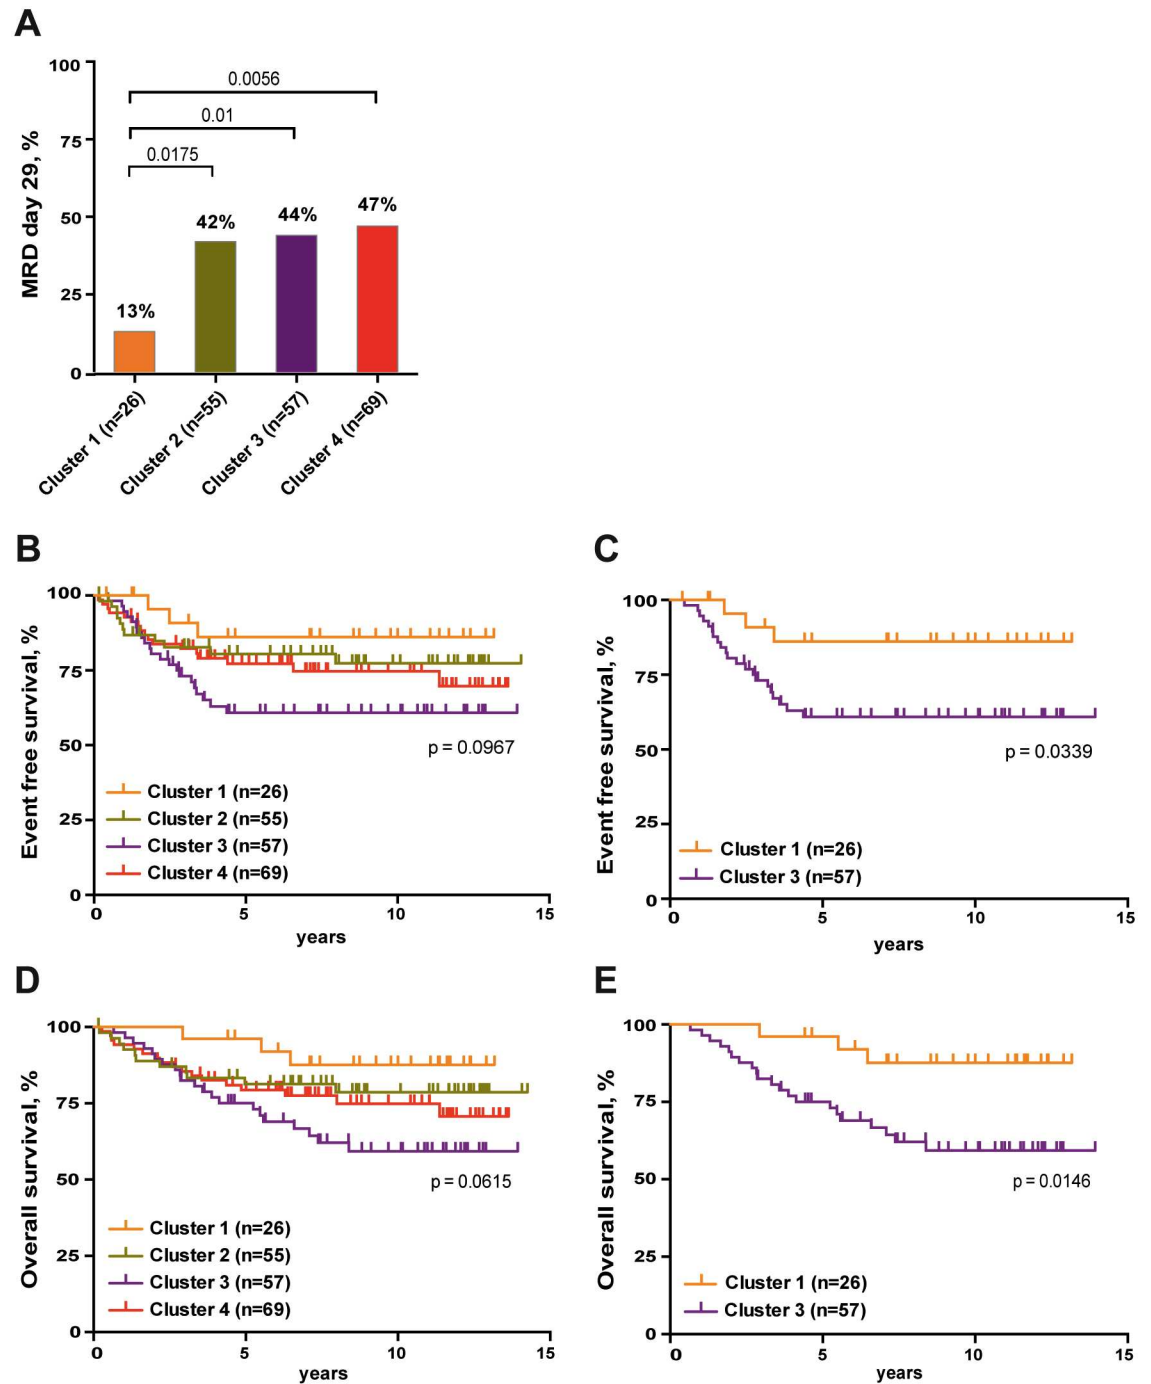 A
MRD day 29, %
100
75
50
25
0
0.0056
0.01
0.0175
13%
42%
44%
47%
Cluster 1 (n=26)
Cluster 2 (n=55)
Cluster 3 (n=57)
Cluster 4 (n=69)
B
Event free survival, %
100
75
50
25
0
p = 0.0967
Cluster 1 (n=26)
Cluster 2 (n=55)
Cluster 3 (n=57)
Cluster 4 (n=69)
0 5 10 15
years
C
Event free survival, %
100
75
50
25
0
p = 0.0339
Cluster 1 (n=26)
Cluster 3 (n=57)
0 5 10 15
years
D
Overall survival, %
100
75
50
25
0
p = 0.0615
Cluster 1 (n=26)
Cluster 2 (n=55)
Cluster 3 (n=57)
Cluster 4 (n=69)
0 5 10 15
years
E
Overall survival, %
100
75
50
25
0
p = 0.0146
Cluster 1 (n=26)
Cluster 3 (n=57)
0 5 10 15
years